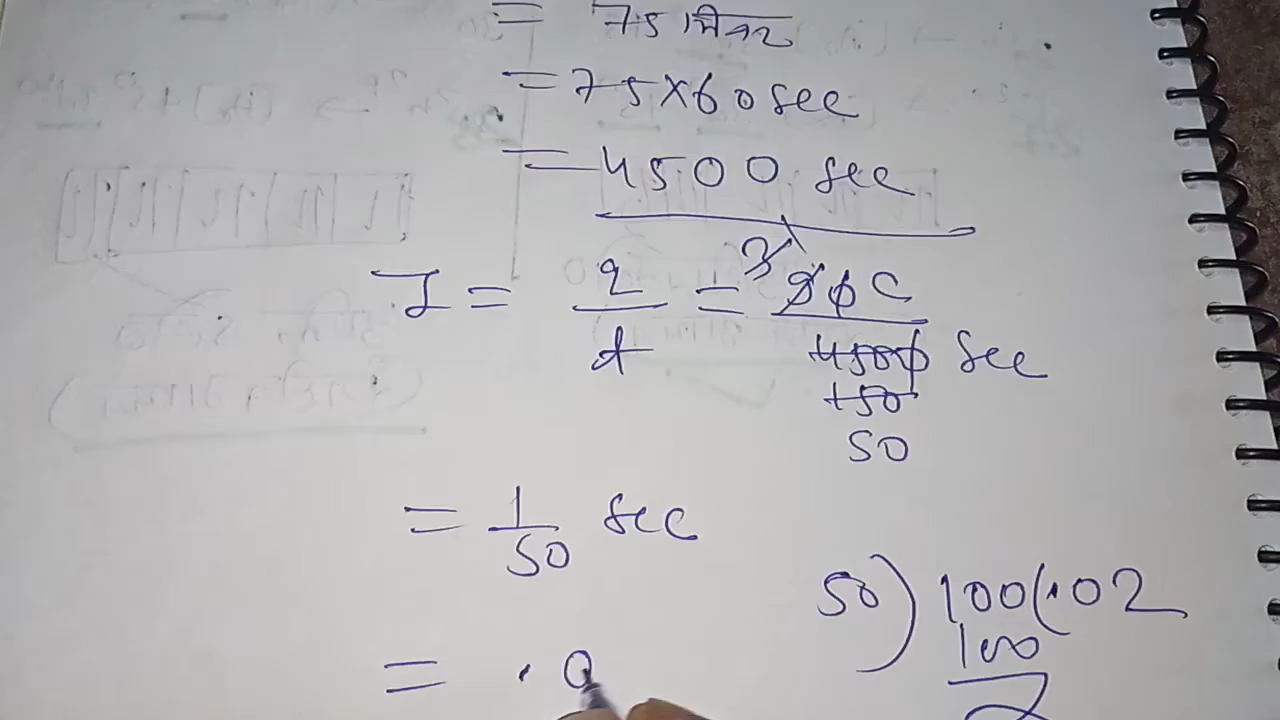 = 75 मिनट
= 75 × 60 sec
= 4500 sec
I = q/t = 3 90 C / 4500 sec
150
50
= 1/50 sec
50 ) 100 ( .02
100
= . 0